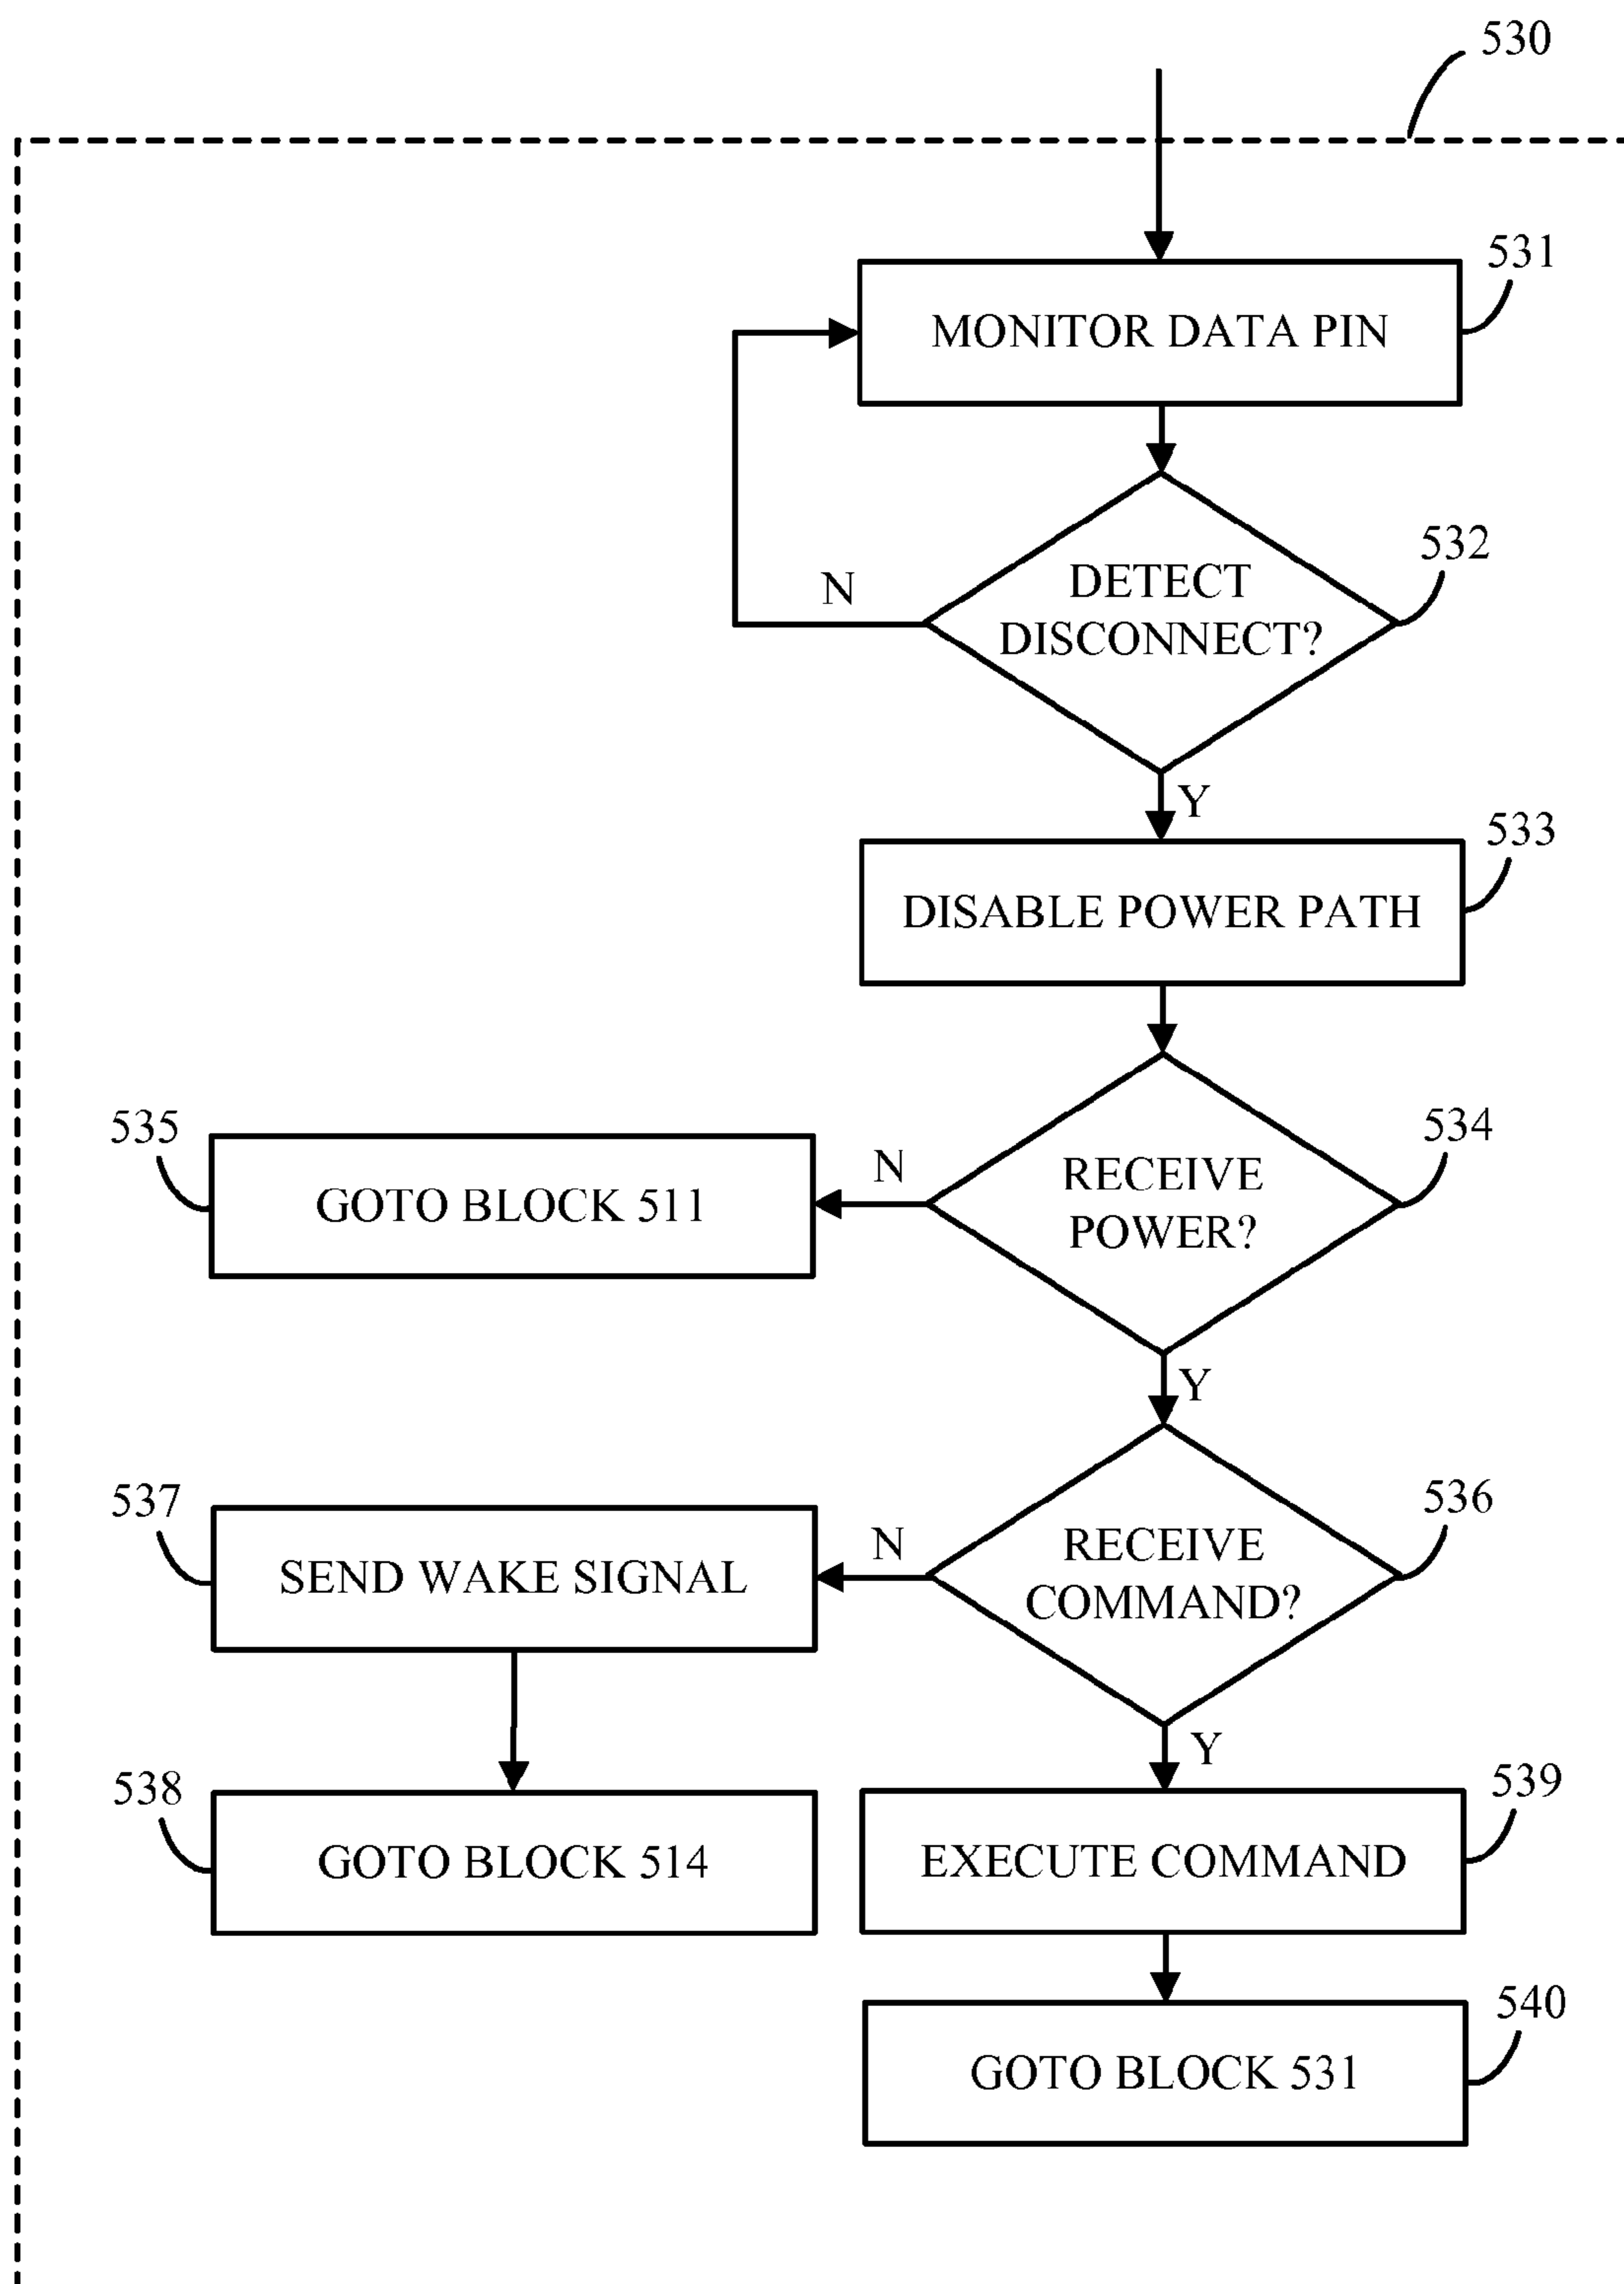 530
531
MONITOR DATA PIN
532
DETECT
DISCONNECT?
N
Y
533
DISABLE POWER PATH
534
535
RECEIVE
POWER?
N
GOTO BLOCK 511
Y
536
537
RECEIVE
COMMAND?
N
SEND WAKE SIGNAL
Y
539
538
EXECUTE COMMAND
GOTO BLOCK 514
540
GOTO BLOCK 531